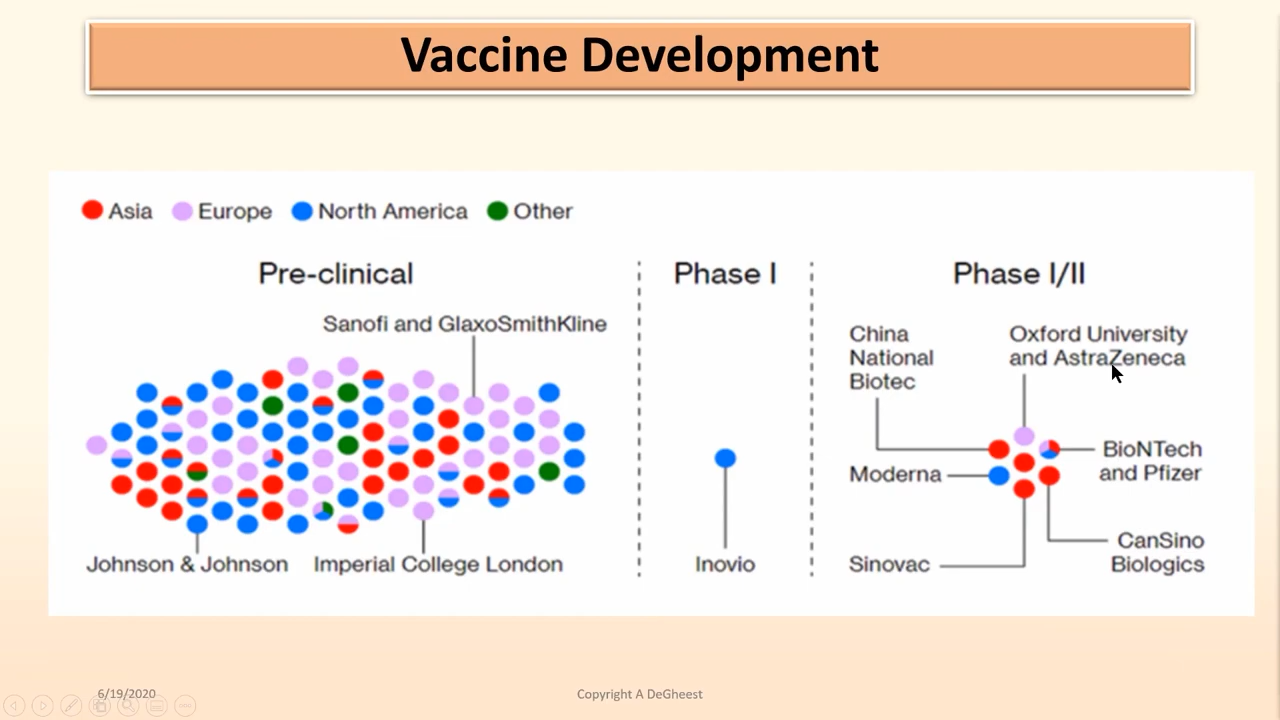 Vaccine Development
Asia
Europe
North America
Other
Pre-clinical
Phase I
Phase I/II
Sanofi and GlaxoSmithKline
Johnson & Johnson
Imperial College London
Inovio
China
National
Biotec
Oxford University
and AstraZeneca
Moderna
BioNTech
and Pfizer
Sinovac
CanSino
Biologics
6/19/2020
Copyright A DeGheest